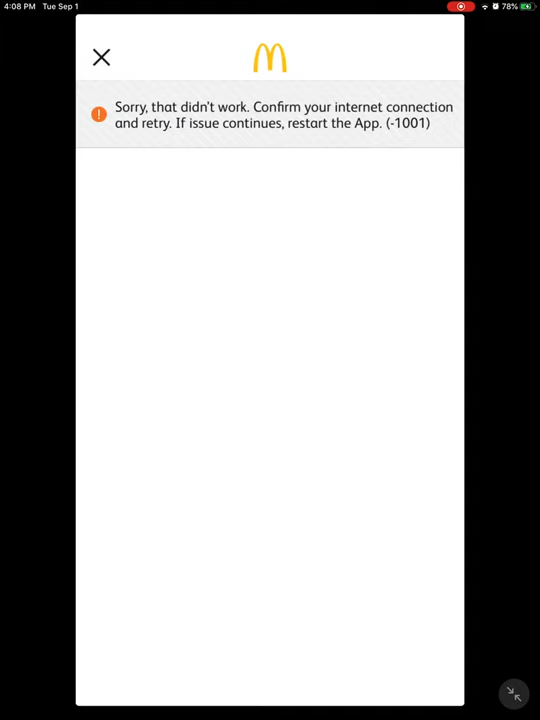 4:08 PM Tue Sep 1
78%
Sorry, that didn't work. Confirm your internet connection
and retry. If issue continues, restart the App. (-1001)